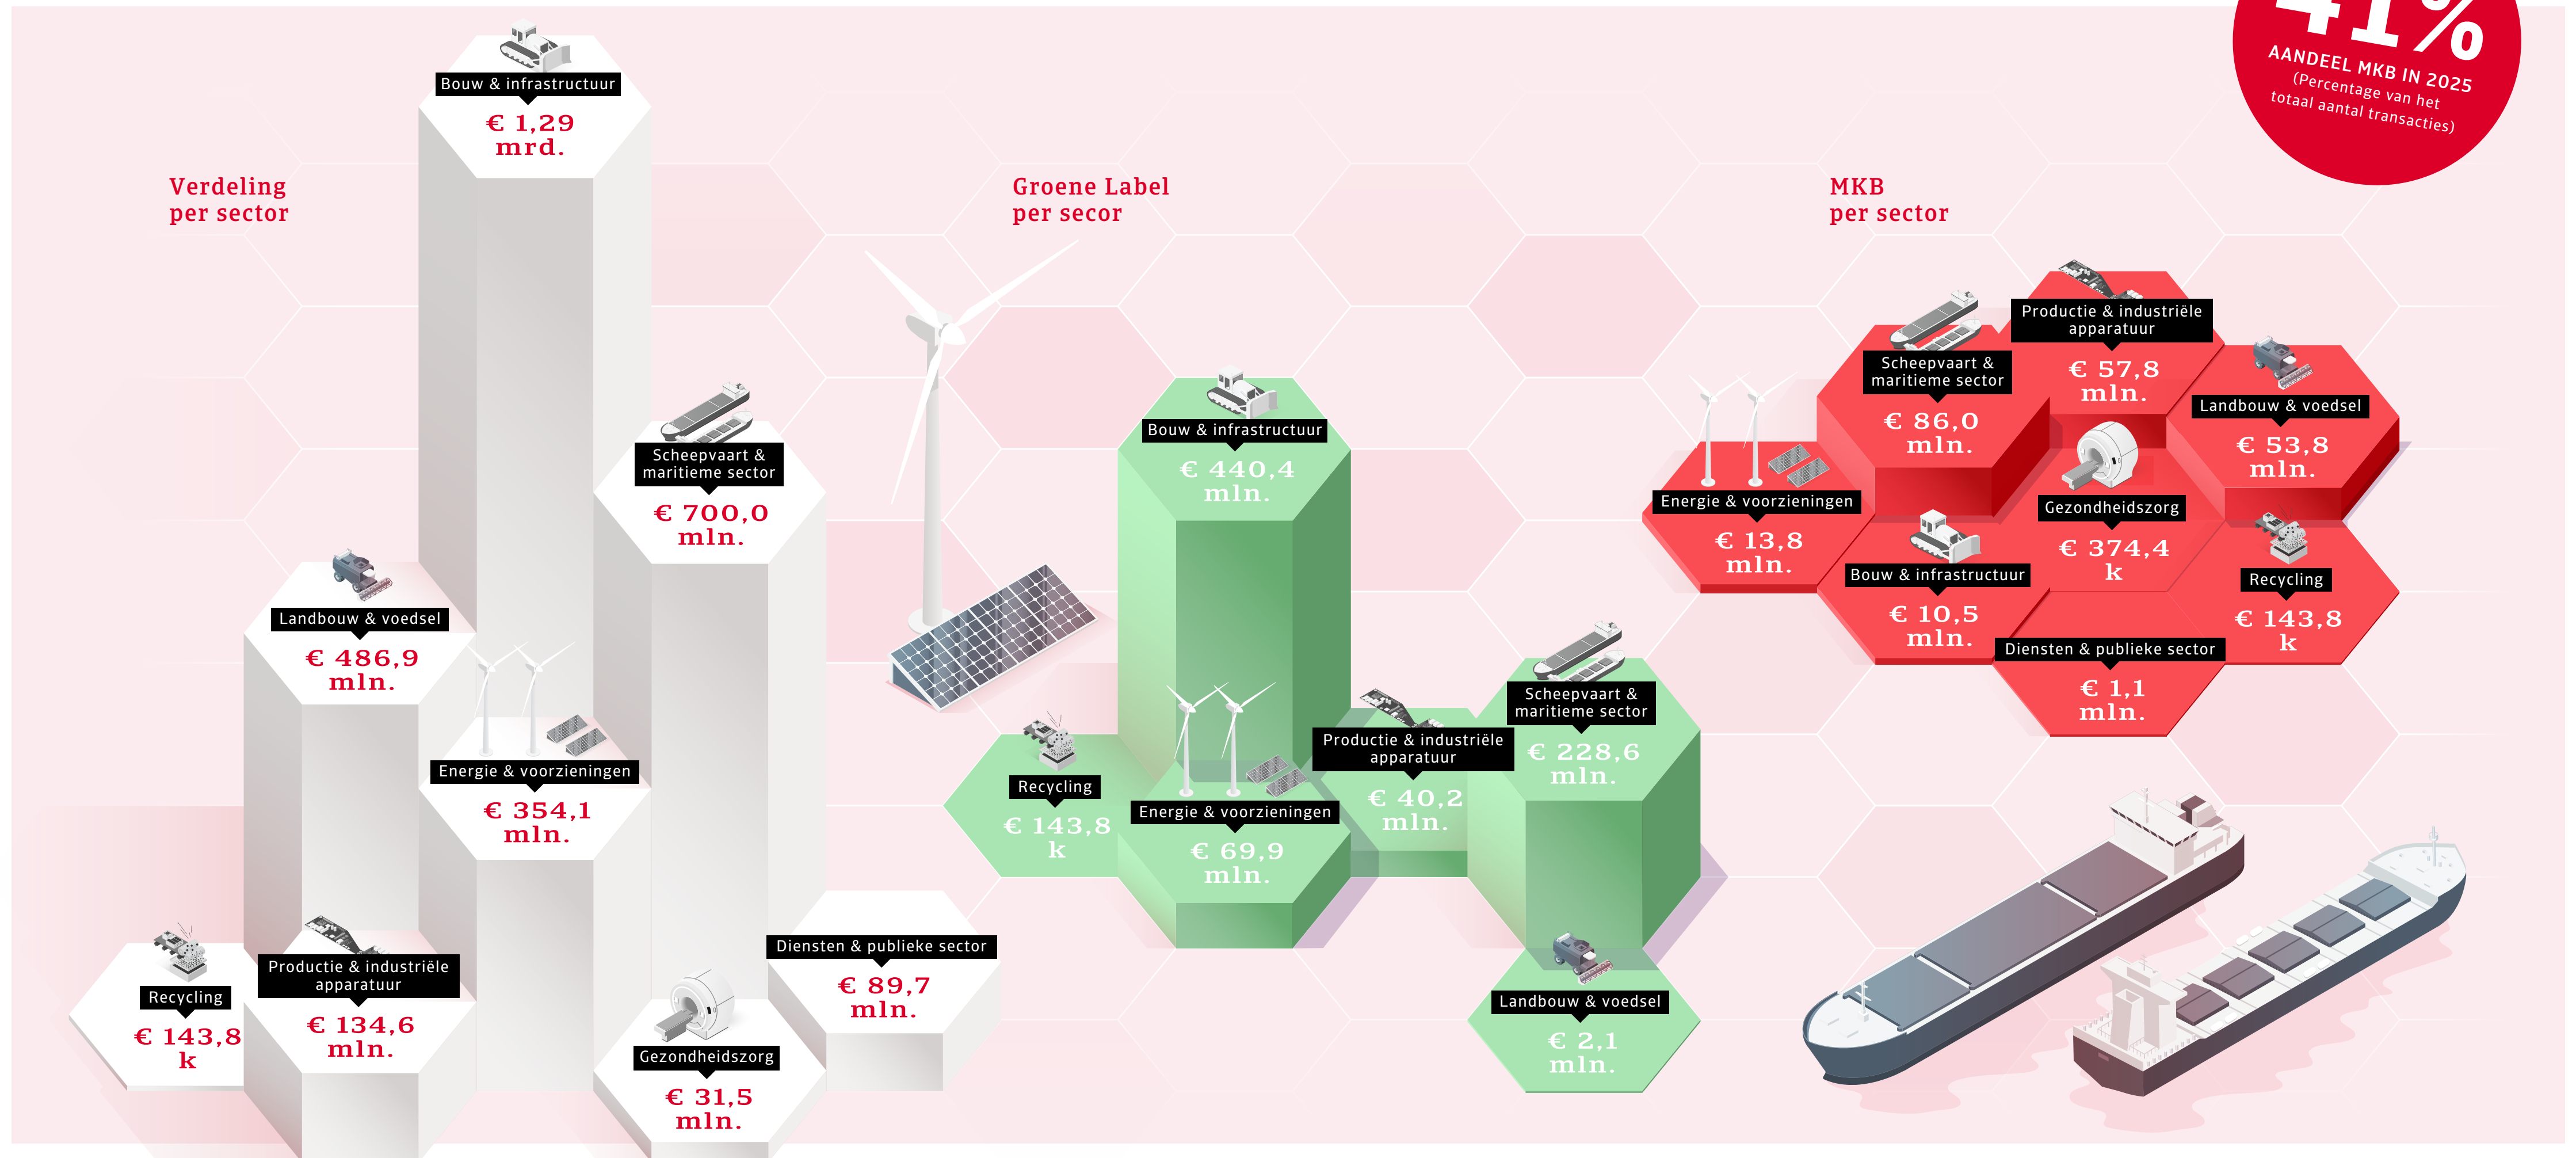 41%
AANDEEL MKB IN 2025
(Percentage van het
totaal aantal transacties)
Verdeling
per sector
Bouw & infrastructuur
€ 1,29
mrd.
Scheepvaart &
maritieme sector
€ 700,0
mln.
Landbouw & voedsel
€ 486,9
mln.
Energie & voorzieningen
€ 354,1
mln.
Recycling
€ 143,8
k
Productie & industriële
apparatuur
€ 134,6
mln.
Diensten & publieke sector
€ 89,7
mln.
Gezondheidszorg
€ 31,5
mln.
Groene Label
per secor
Bouw & infrastructuur
€ 440,4
mln.
Scheepvaart &
maritieme sector
€ 228,6
mln.
Productie & industriële
apparatuur
€ 40,2
mln.
Recycling
€ 143,8
k
Energie & voorzieningen
€ 69,9
mln.
Landbouw & voedsel
€ 2,1
mln.
MKB
per sector
Productie & industriële
apparatuur
€ 57,8
mln.
Scheepvaart &
maritieme sector
€ 86,0
mln.
Landbouw & voedsel
€ 53,8
mln.
Energie & voorzieningen
€ 13,8
mln.
Gezondheidszorg
€ 374,4
k
Bouw & infrastructuur
€ 10,5
mln.
Recycling
€ 143,8
k
Diensten & publieke sector
€ 1,1
mln.